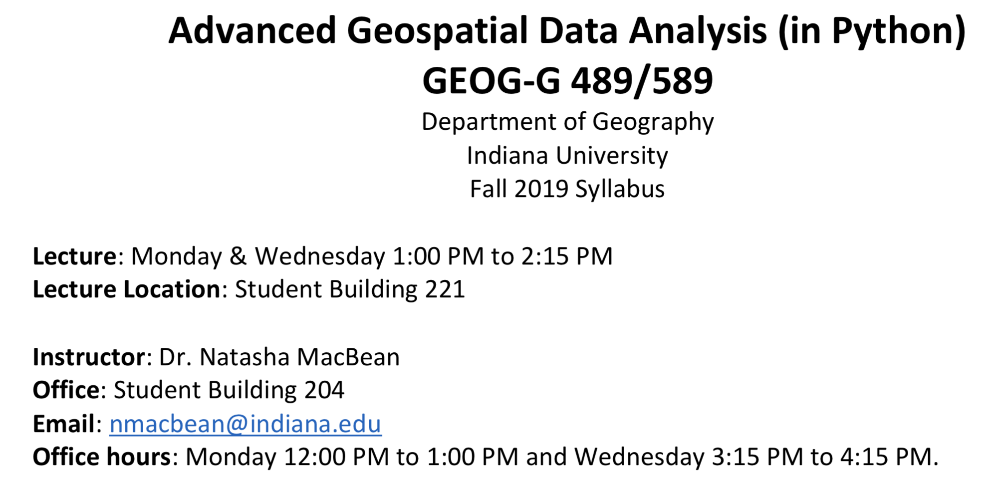 Advanced Geospatial Data Analysis (in Python)
GEOG-G 489/589
Department of Geography
Indiana University
Fall 2019 Syllabus
Lecture: Monday & Wednesday 1:00 PM to 2:15 PM
Lecture Location: Student Building 221
Instructor: Dr. Natasha MacBean
Office: Student Building 204
Email: nmacbean@indiana.edu
Office hours: Monday 12:00 PM to 1:00 PM and Wednesday 3:15 PM to 4:15 PM.